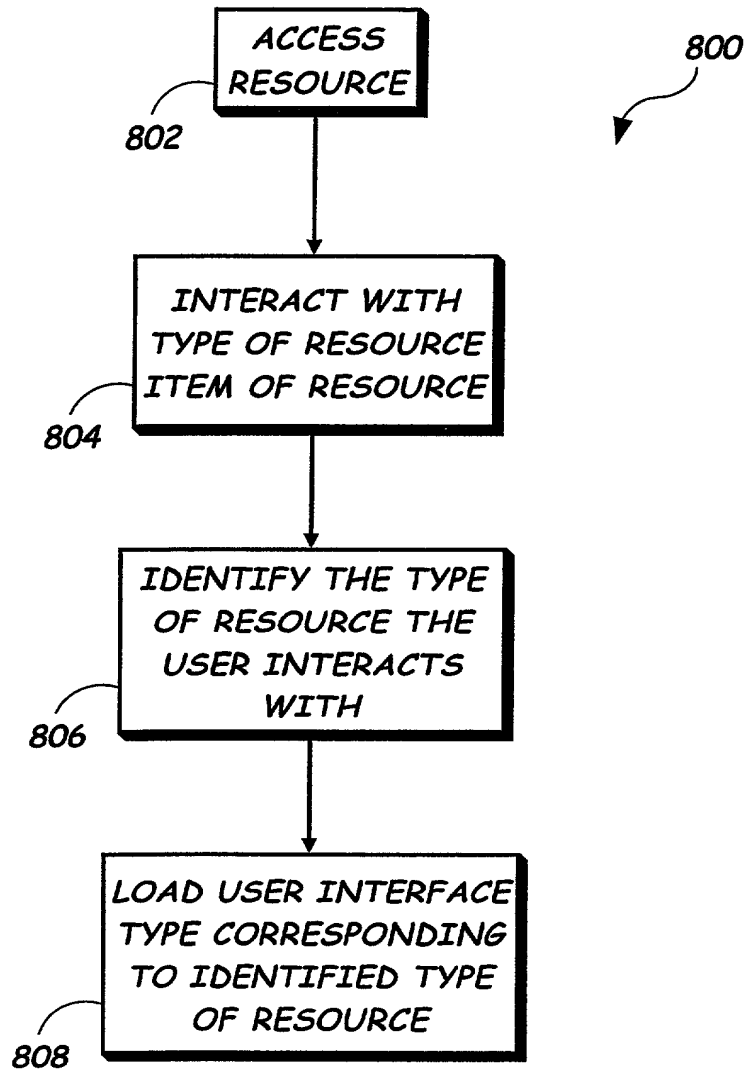 ACCESS
RESOURCE
800
802
INTERACT WITH
TYPE OF RESOURCE
ITEM OF RESOURCE
804
IDENTIFY THE TYPE
OF RESOURCE THE
USER INTERACTS
WITH
806
LOAD USER INTERFACE
TYPE CORRESPONDING
TO IDENTIFIED TYPE
OF RESOURCE
808